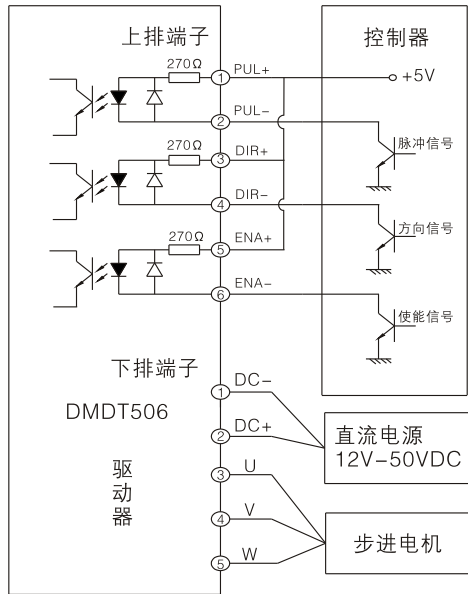 上排端子
控制器
270Ω
① PUL+
+5V
② PUL-
脉冲信号
270Ω
③ DIR+
④ DIR-
方向信号
270Ω
⑤ ENA+
⑥ ENA-
使能信号
下排端子
① DC-
DMDT506
② DC+
直流电源
12V-50VDC
驱动器
③ U
④ V
步进电机
⑤ W